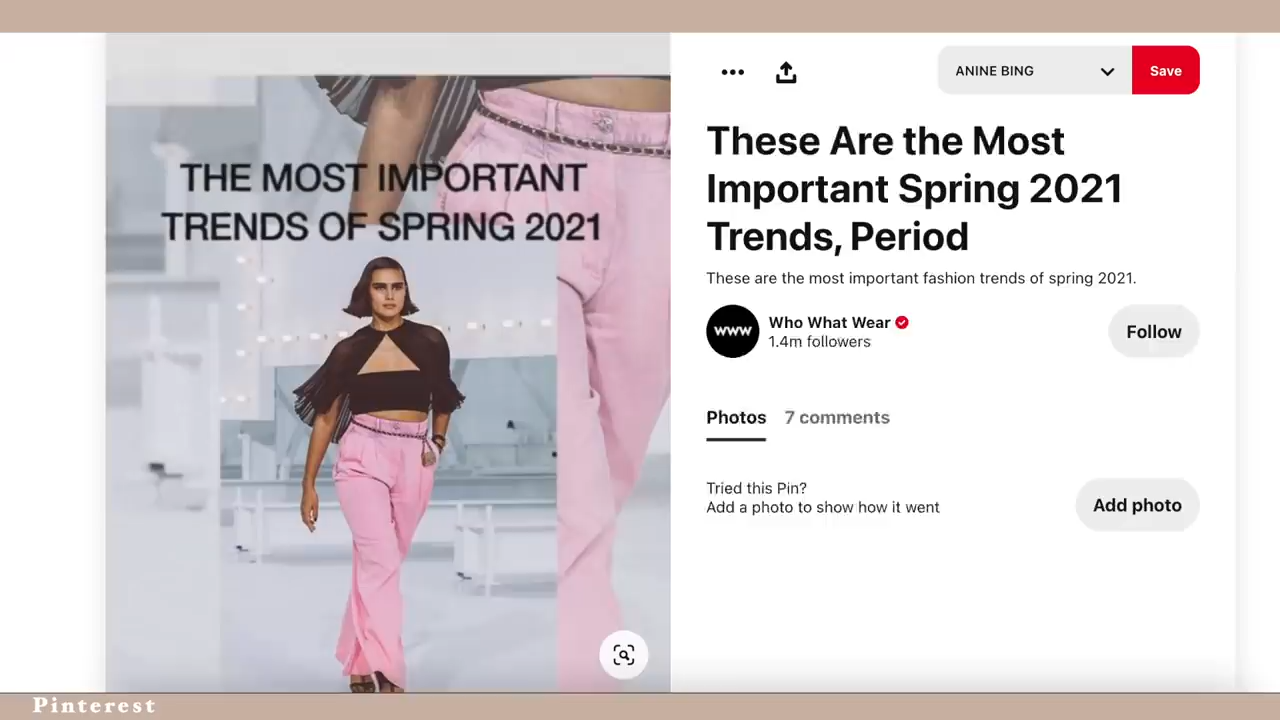 THE MOST IMPORTANT
TRENDS OF SPRING 2021
ANINE BING
Save
These Are the Most
Important Spring 2021
Trends, Period
These are the most important fashion trends of spring 2021.
www
Who What Wear
1.4m followers
Follow
Photos
7 comments
Tried this Pin?
Add a photo to show how it went
Add photo
Pinterest